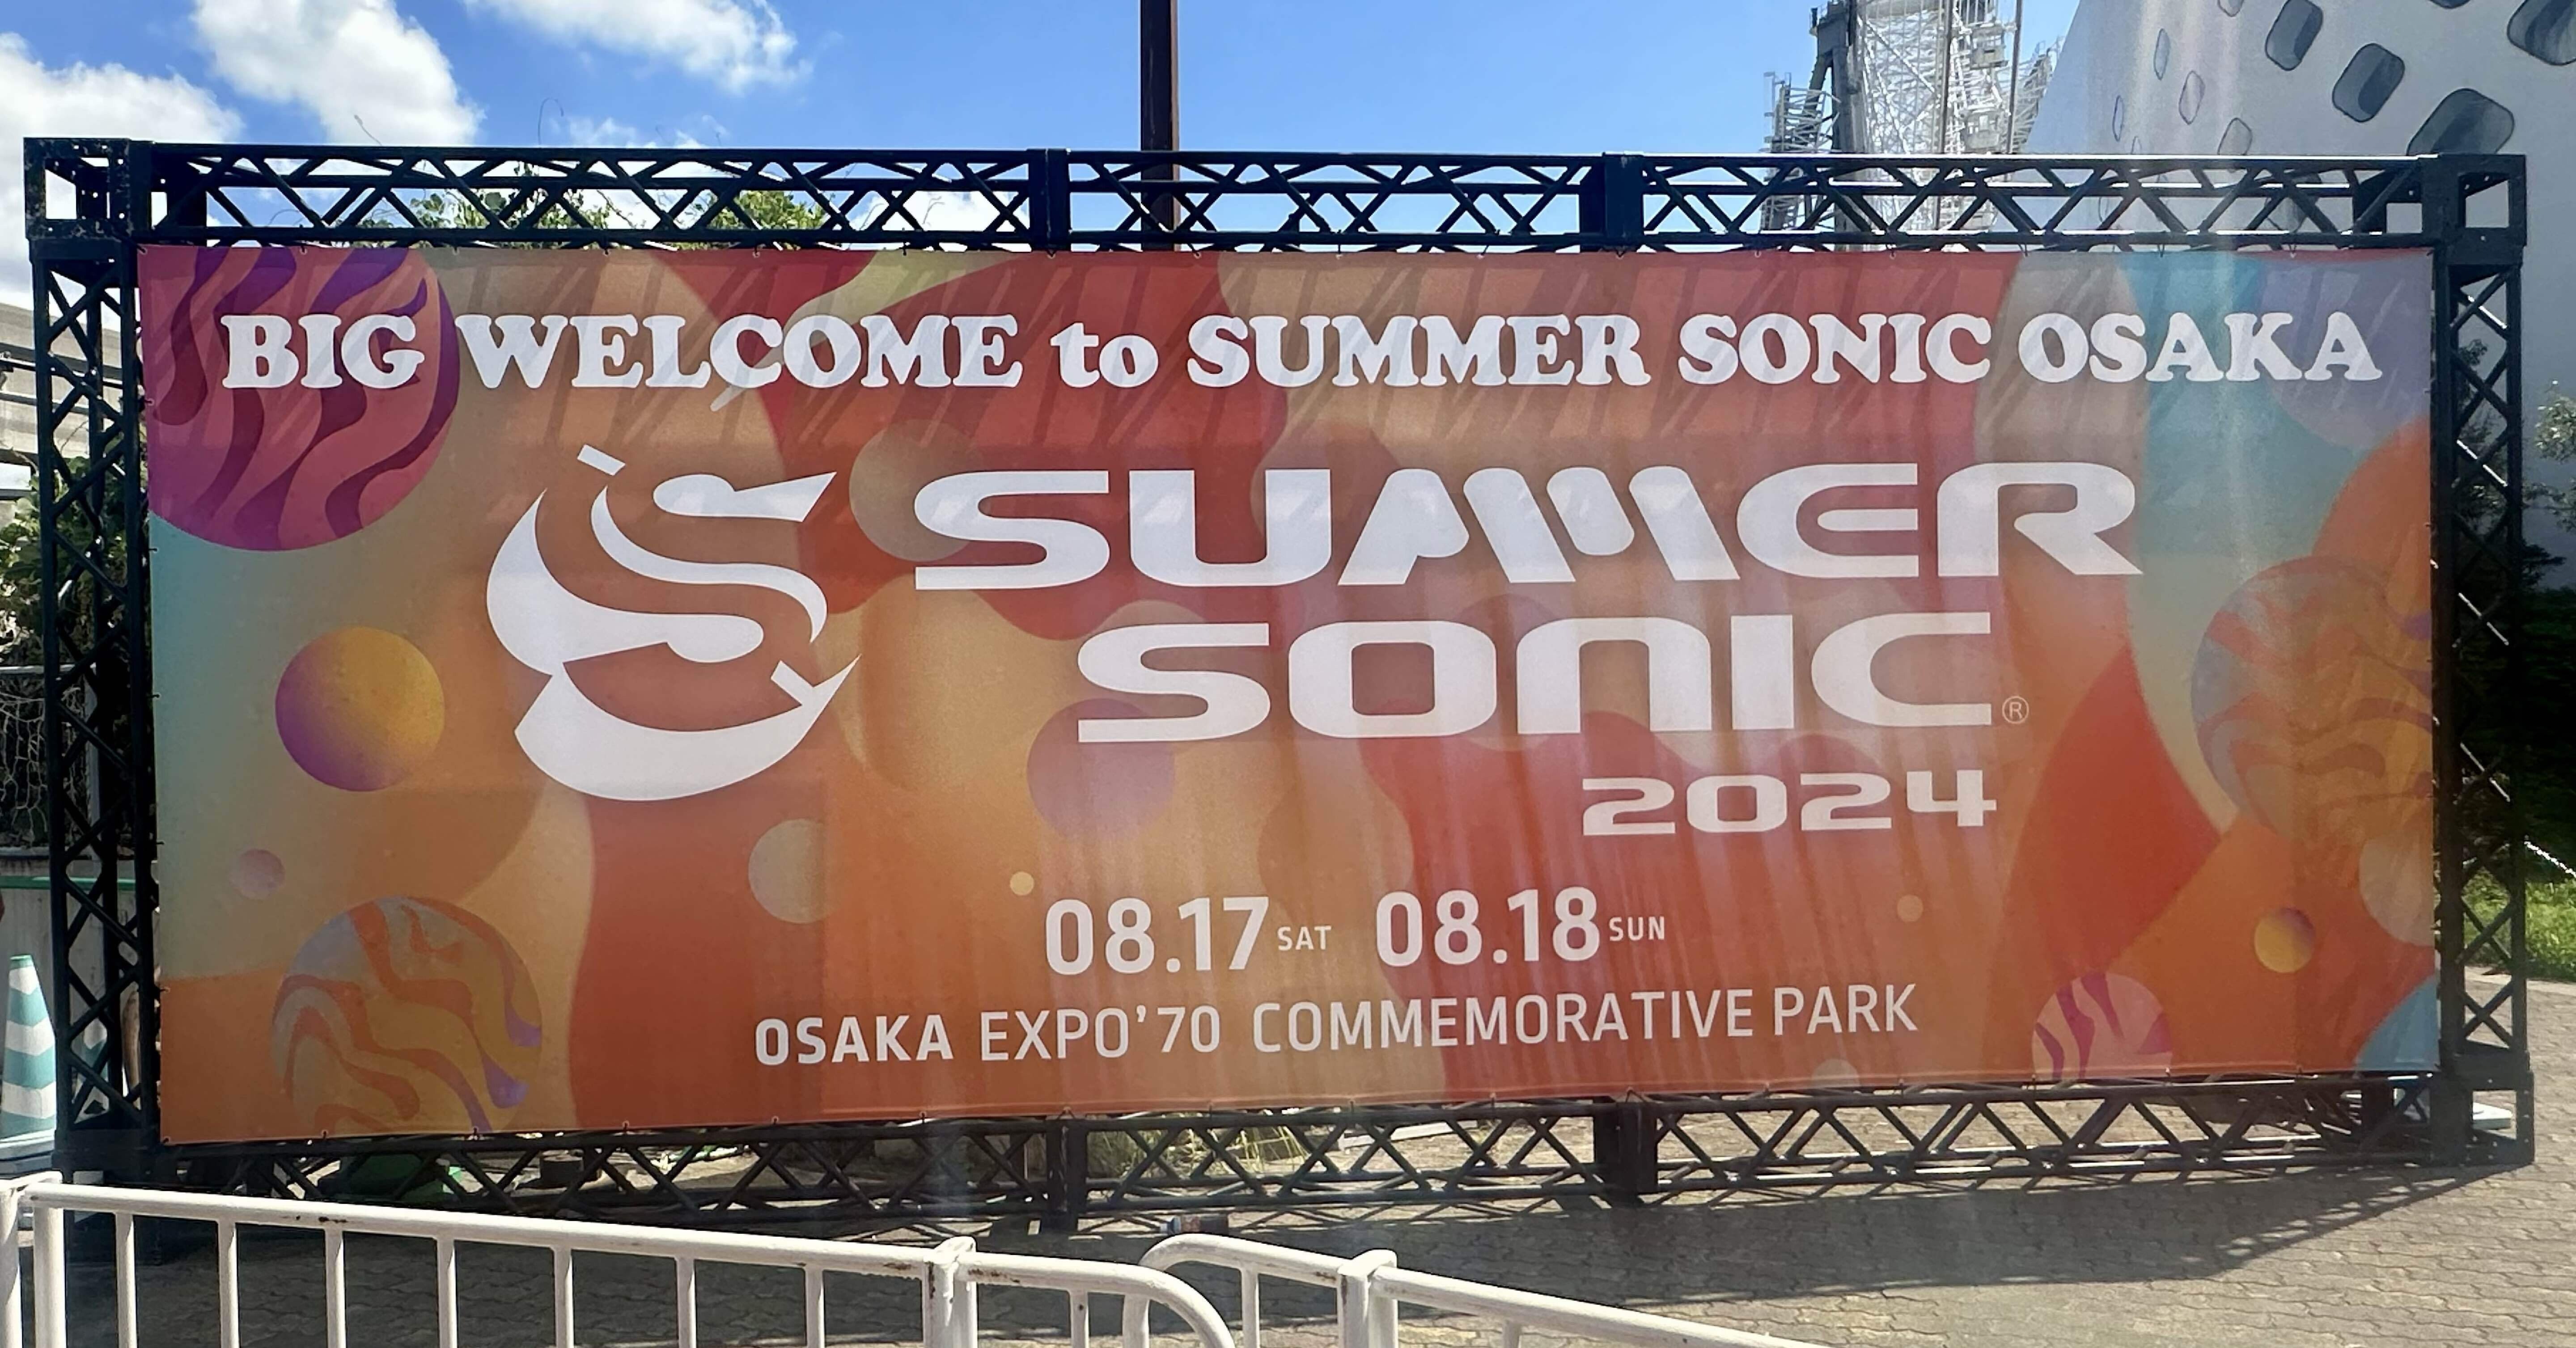 BIG WELCOME to SUMMER SONIC OSAKA
SUMMER
SONIC®
2024
08.17 SAT 08.18 SUN
OSAKA EXPO'70 COMMEMORATIVE PARK